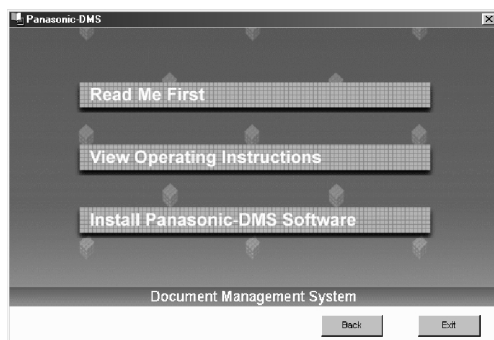 Panasonic-DMS
Read Me First
View Operating Instructions
Install Panasonic-DMS Software
Document Management System
Back
Exit